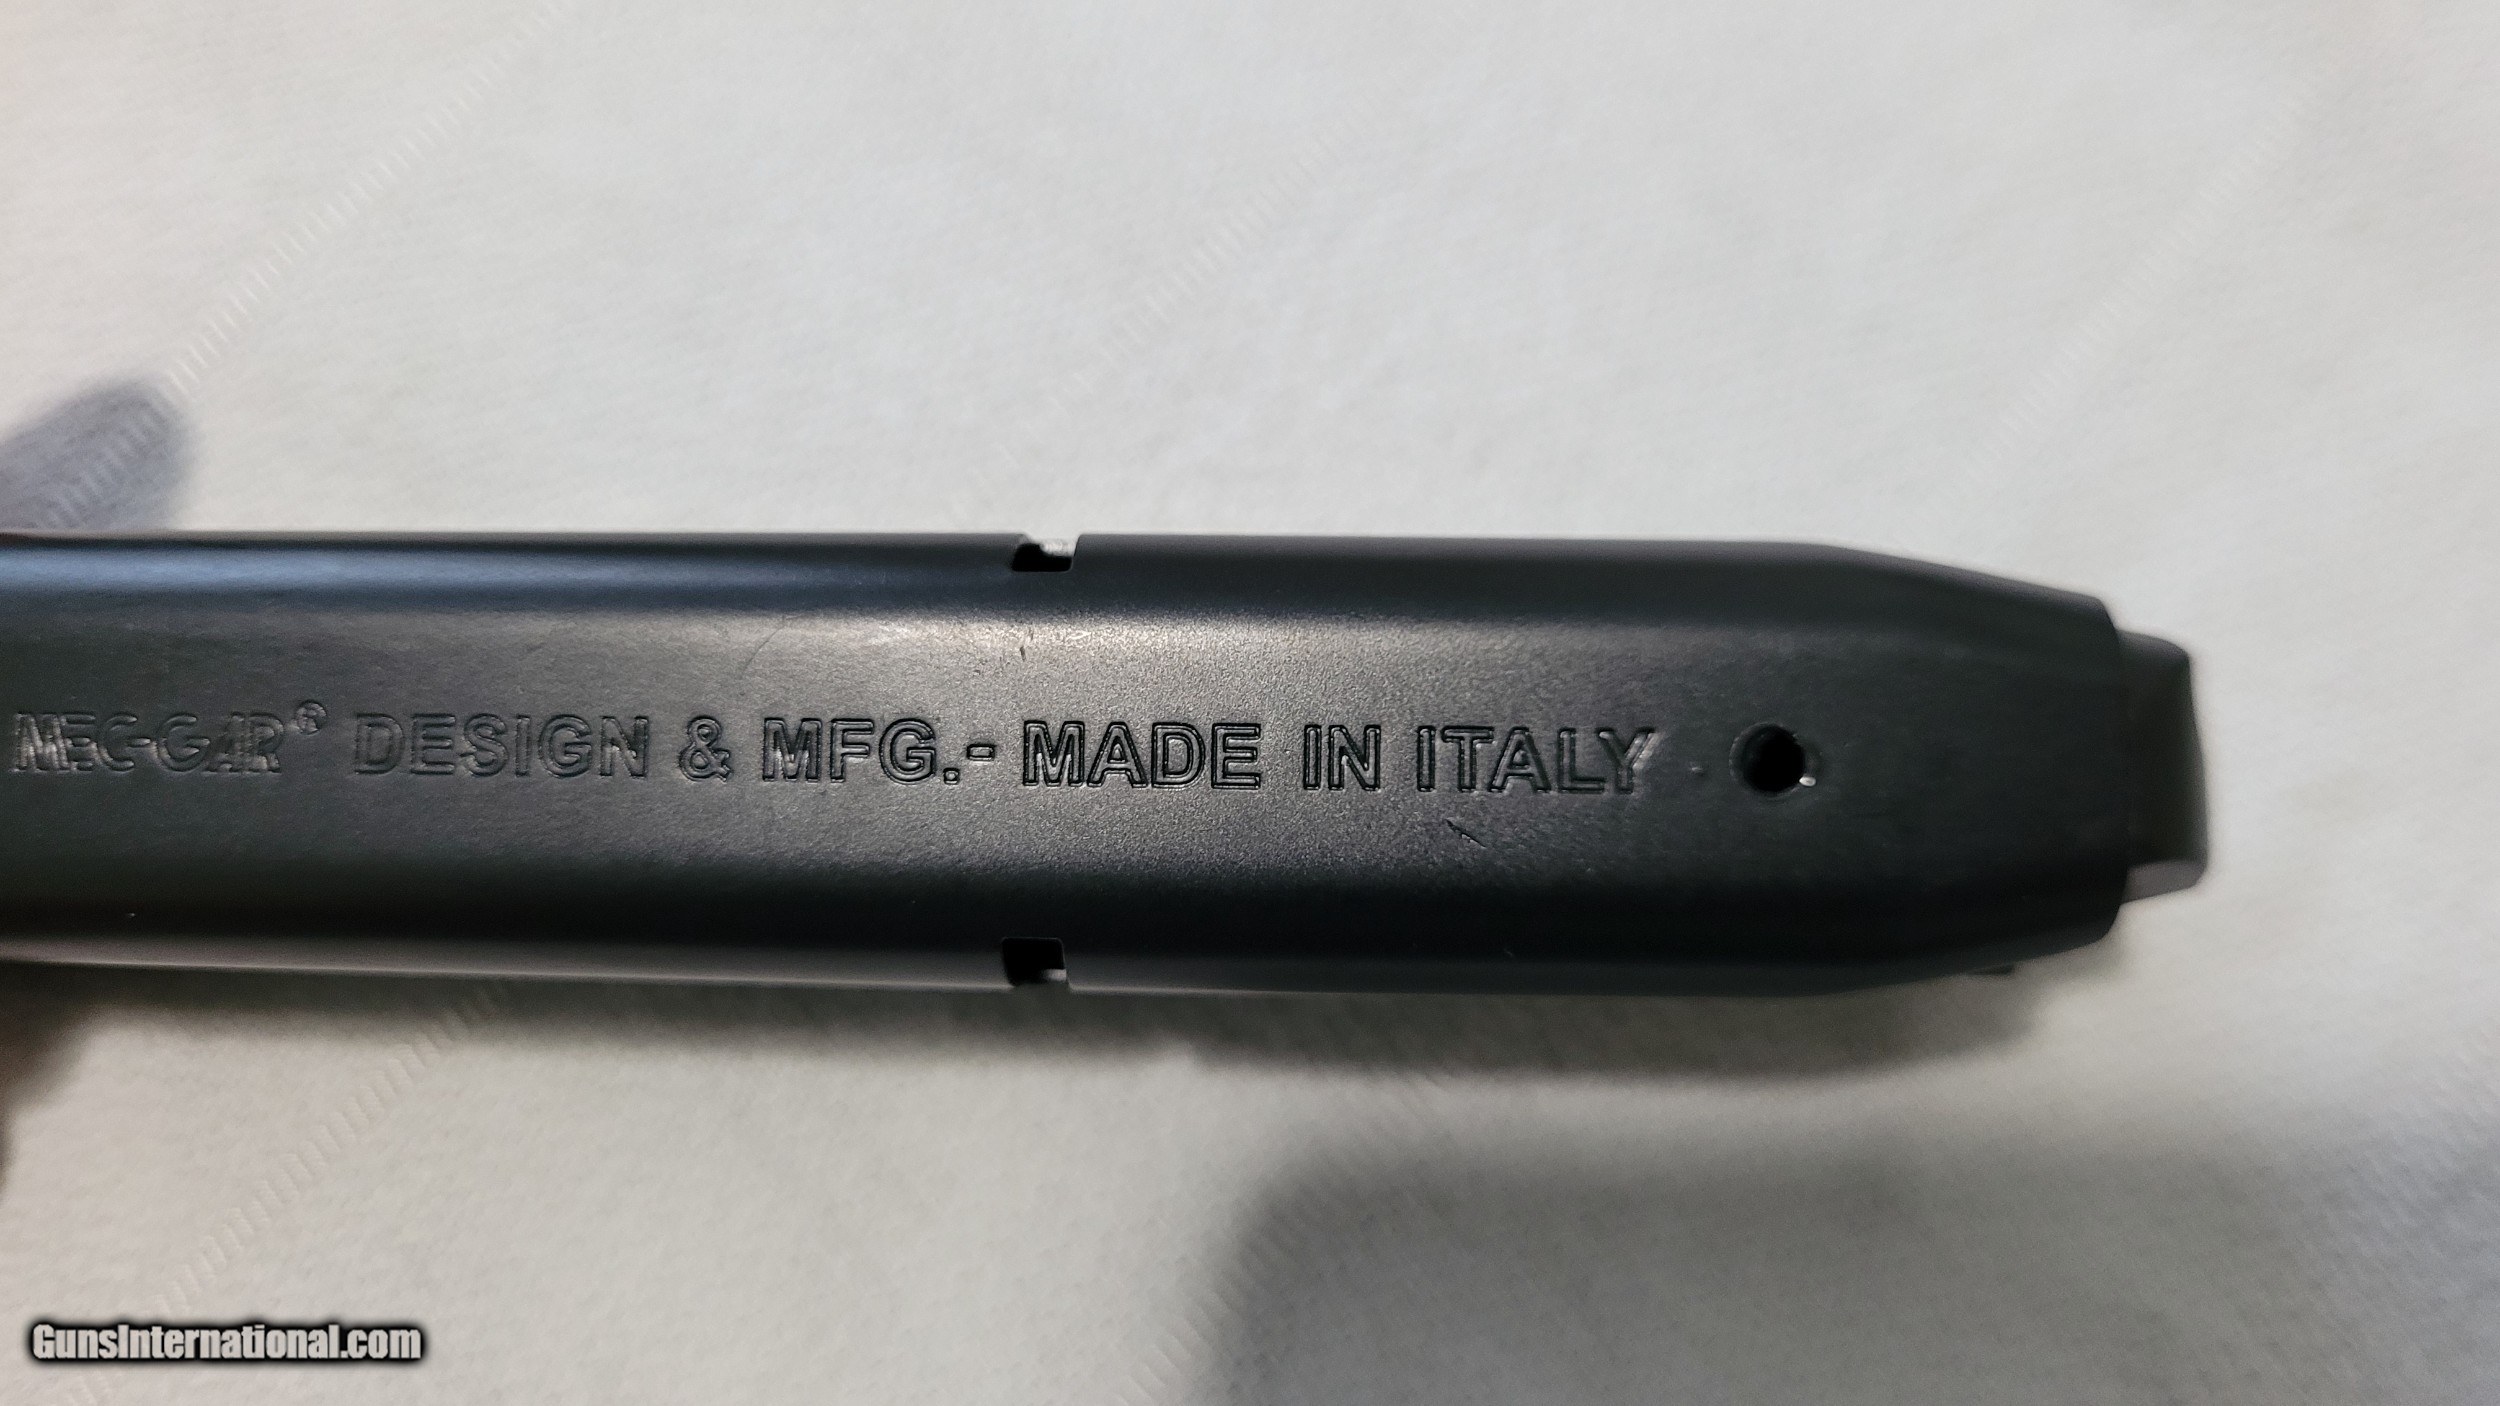 MEC-GAR® DESIGN & MFG.- MADE IN ITALY
GunsInternational.com